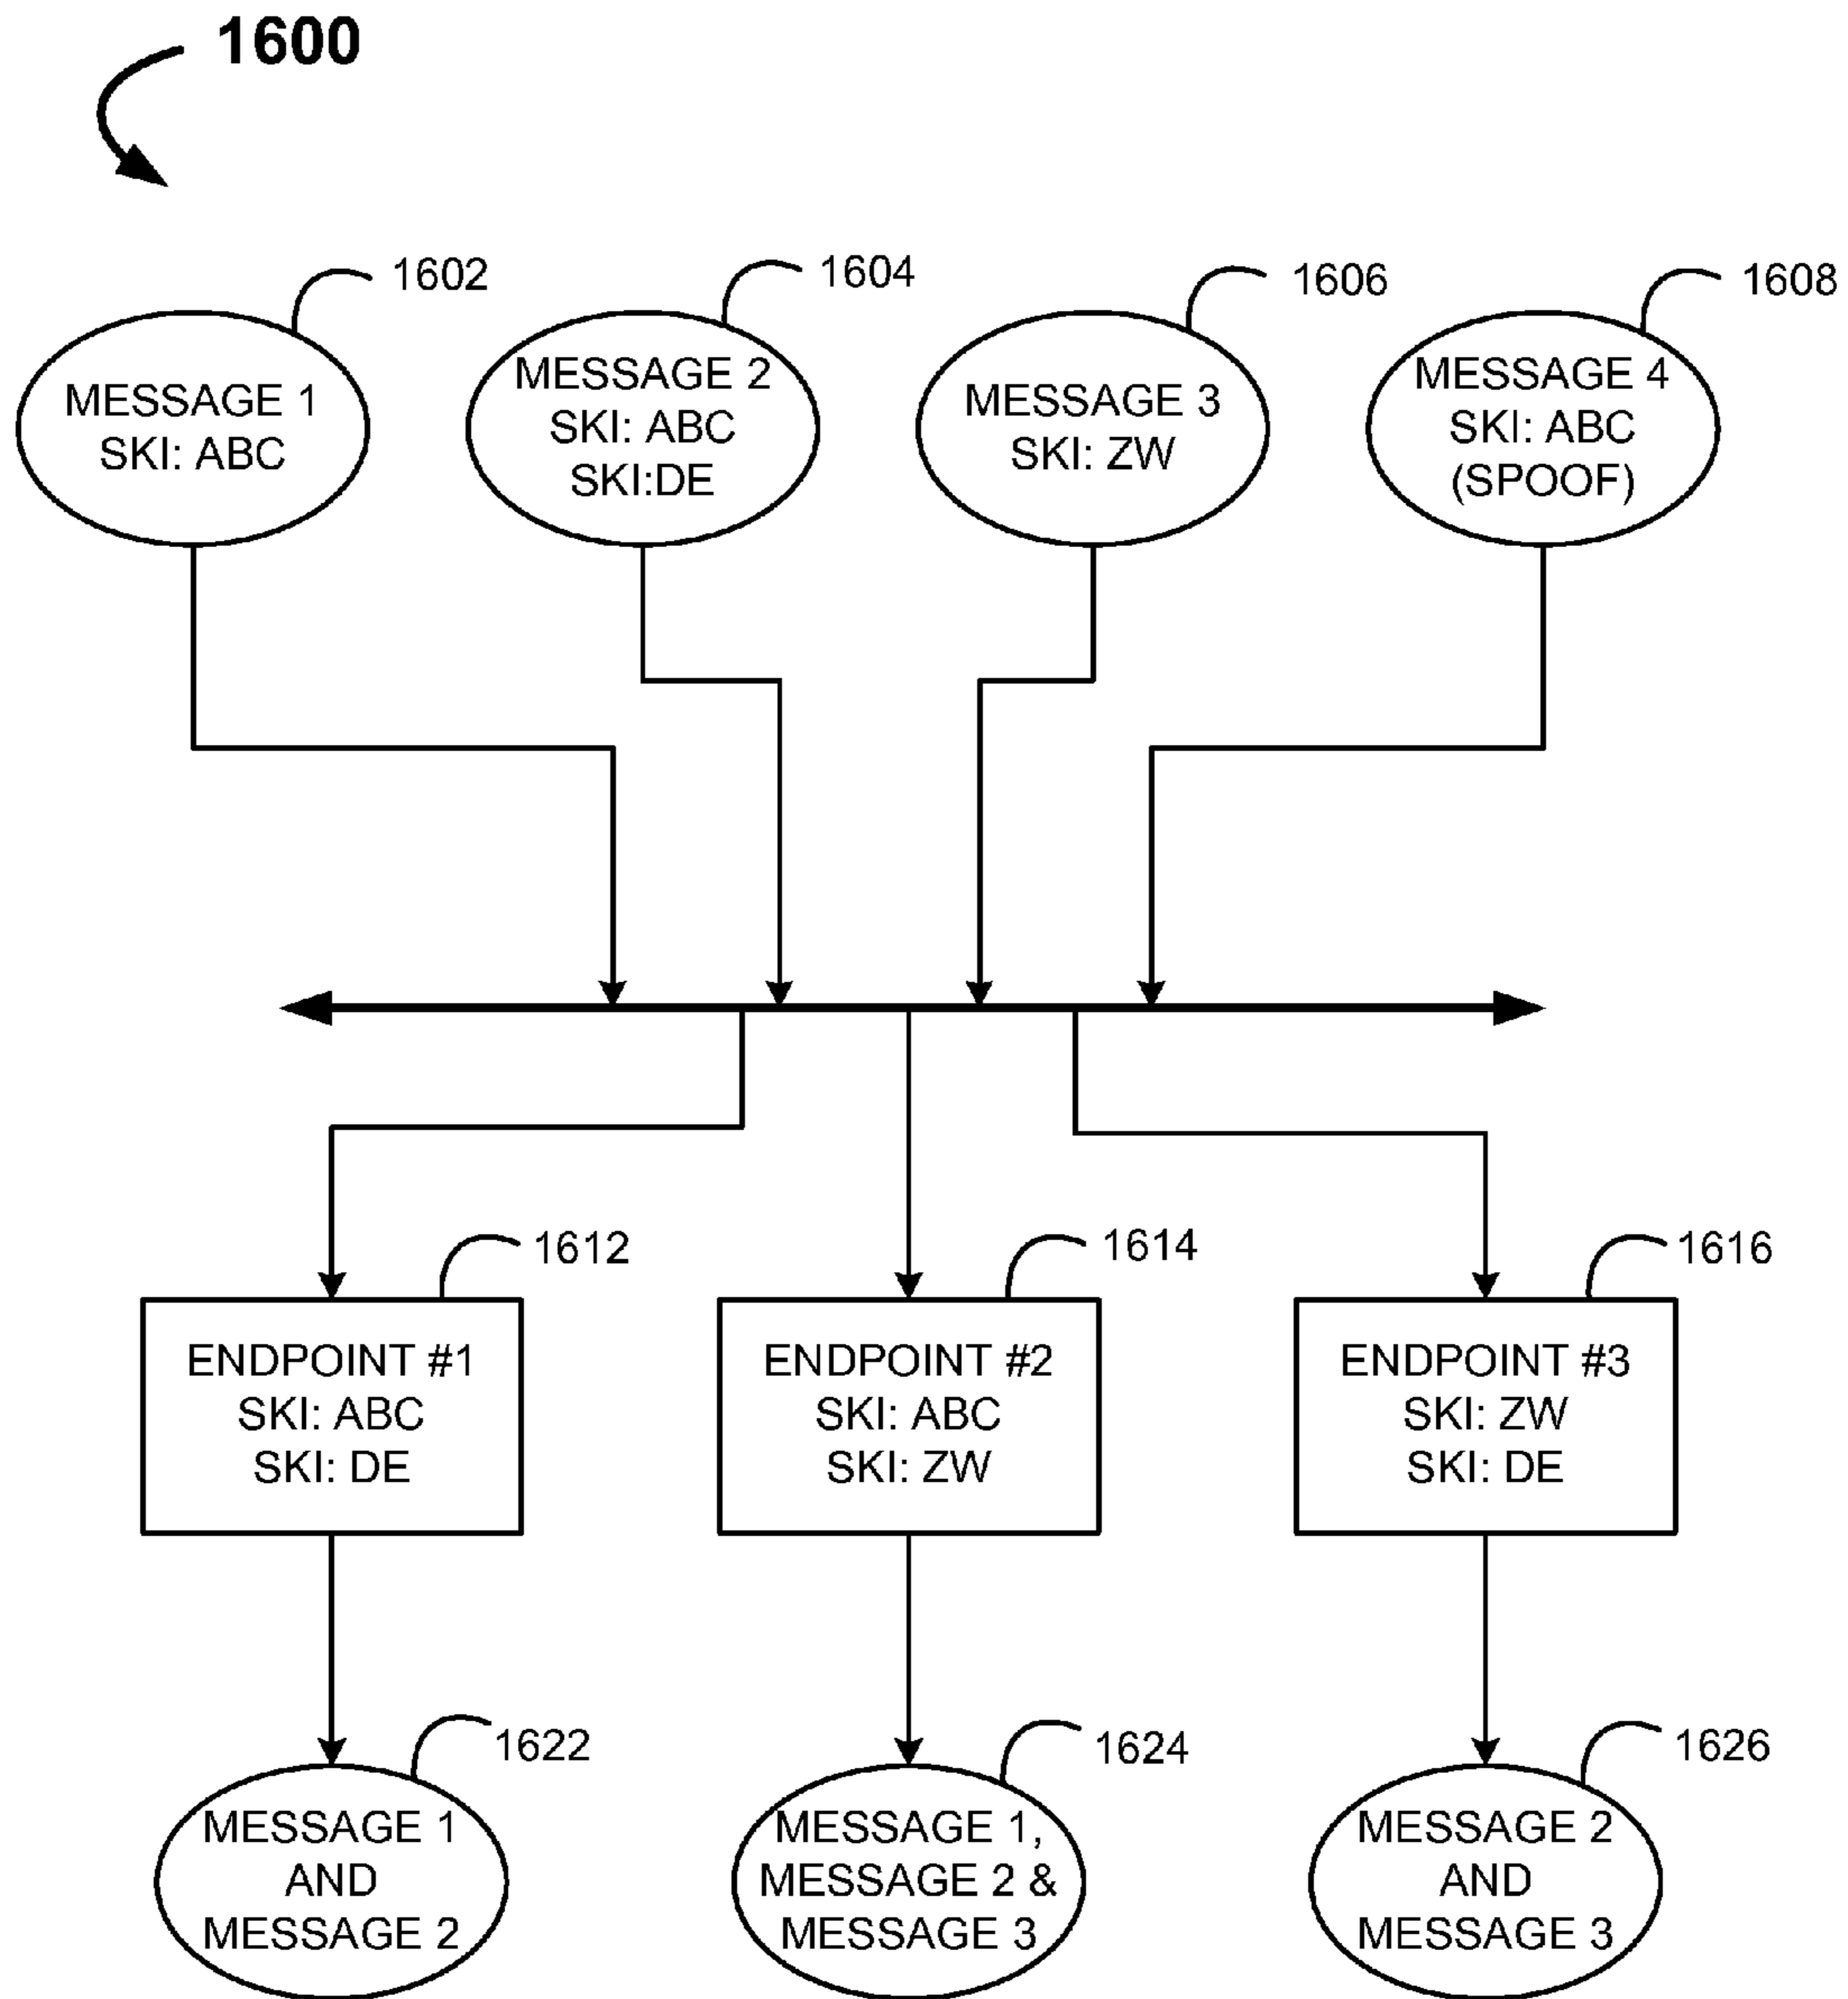 1600
1602
1604
1606
1608
MESSAGE 1
SKI: ABC
MESSAGE 2
SKI: ABC
SKI:DE
MESSAGE 3
SKI: ZW
MESSAGE 4
SKI: ABC
(SPOOF)
1612
1614
1616
ENDPOINT #1
SKI: ABC
SKI: DE
ENDPOINT #2
SKI: ABC
SKI: ZW
ENDPOINT #3
SKI: ZW
SKI: DE
1622
1624
1626
MESSAGE 1
AND
MESSAGE 2
MESSAGE 1,
MESSAGE 2 &
MESSAGE 3
MESSAGE 2
AND
MESSAGE 3